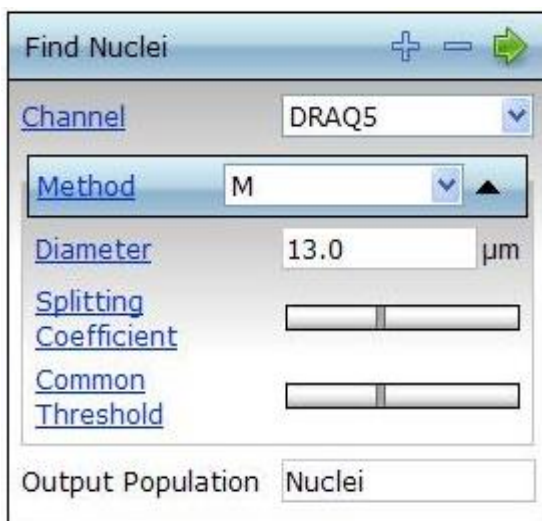 Find Nuclei
Channel DRAQ5
Method M
Diameter 13.0 µm
Splitting
Coefficient
Common
Threshold
Output Population Nuclei